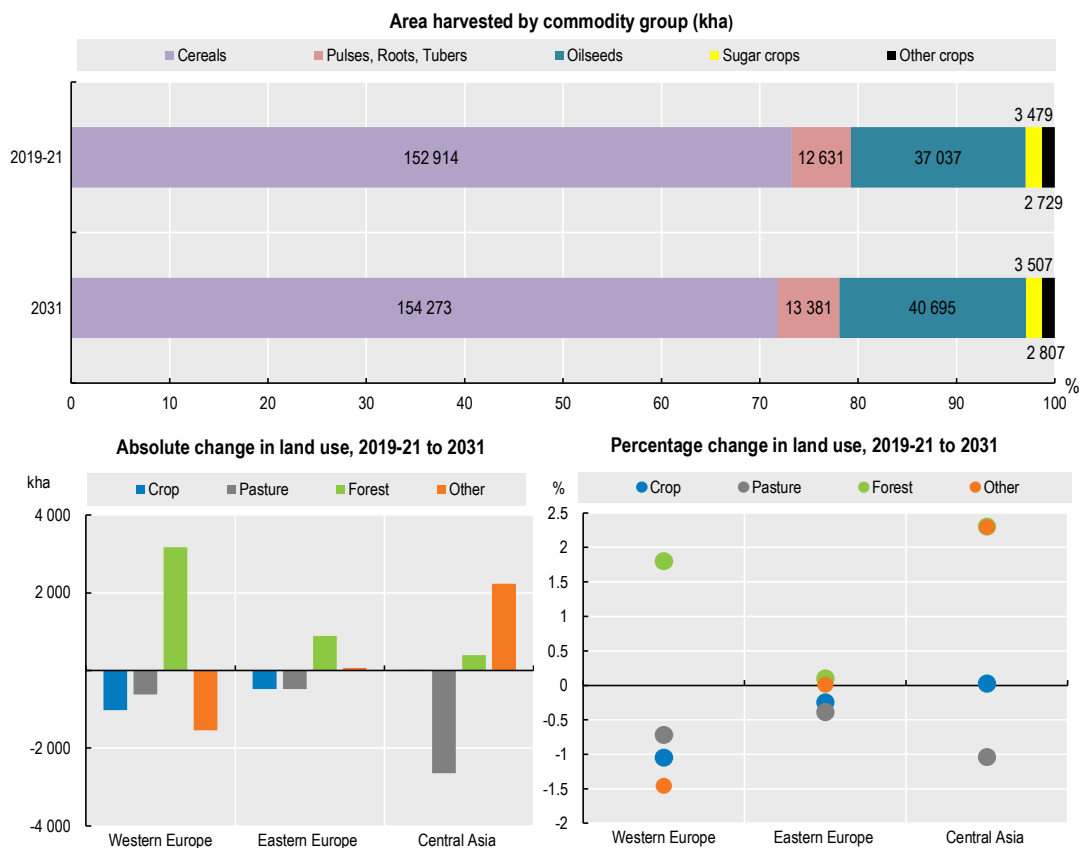 Area harvested by commodity group (kha)
Cereals Pulses, Roots, Tubers Oilseeds Sugar crops Other crops
3 479
2019-21 152 914 12 631 37 037
2 729
3 507
2031 154 273 13 381 40 695
2 807
%
0 10 20 30 40 50 60 70 80 90 100
Absolute change in land use, 2019-21 to 2031
kha
Crop Pasture Forest Other
4 000
2 000
-2 000
-4 000
Western Europe Eastern Europe Central Asia
Percentage change in land use, 2019-21 to 2031
%
Crop Pasture Forest Other
2.5
2
1.5
1
0.5
0
-0.5
-1
-1.5
-2
Western Europe Eastern Europe Central Asia